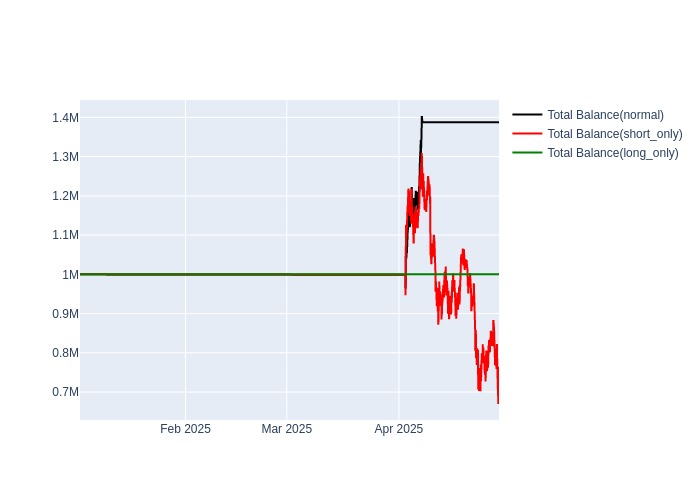 1.4M
1.3M
1.2M
1.1M
1M
0.9M
0.8M
0.7M
Feb 2025
Mar 2025
Apr 2025
Total Balance(normal)
Total Balance(short_only)
Total Balance(long_only)